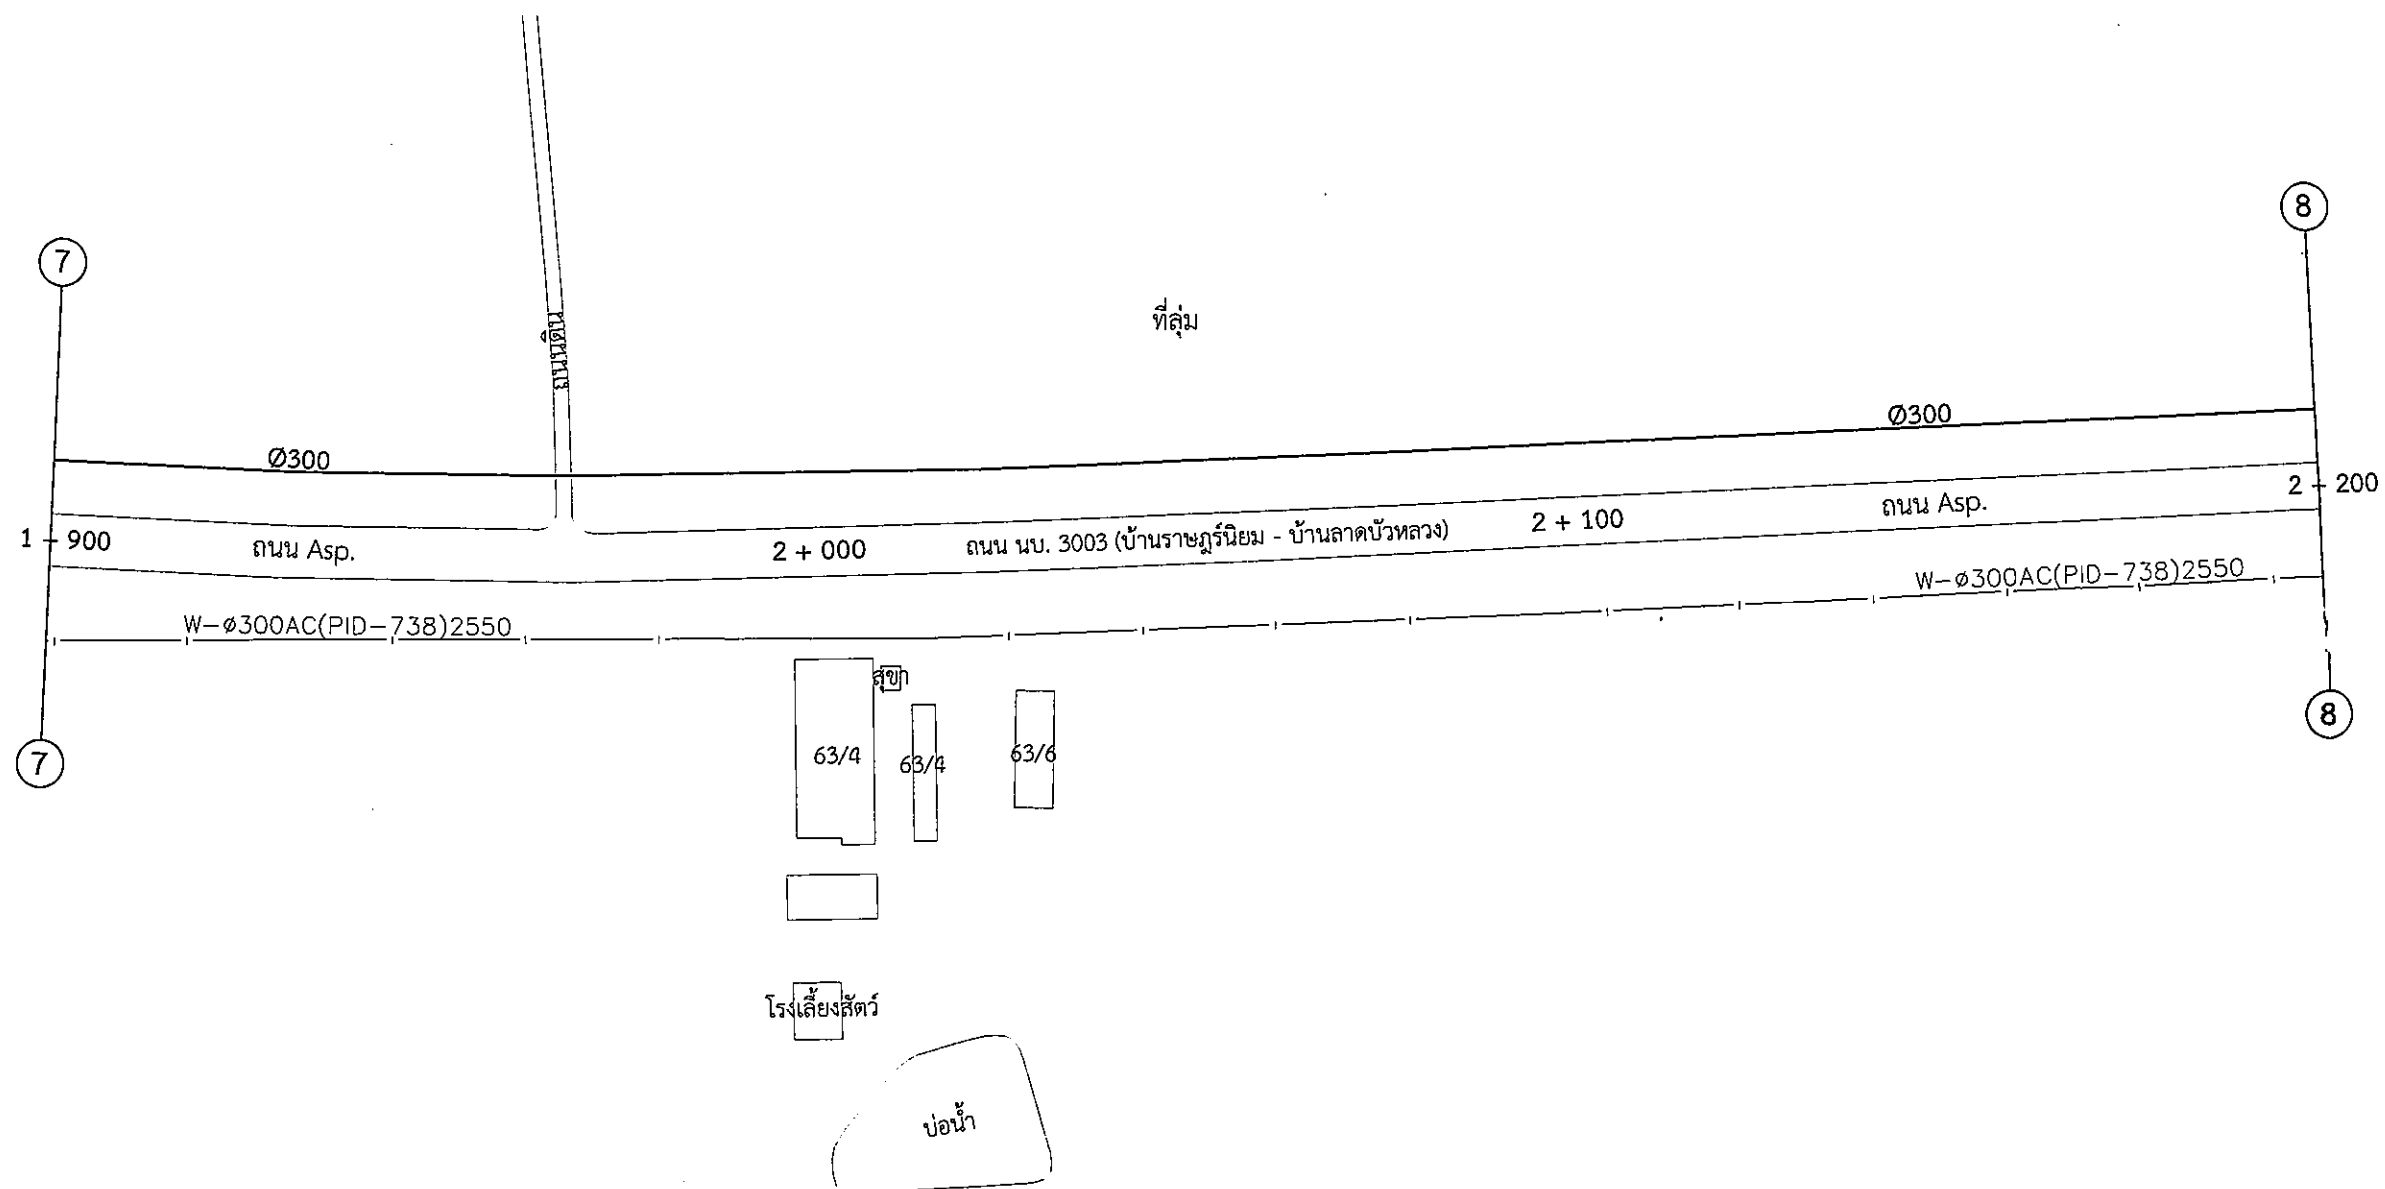 8
7
ที่ลุ่ม
ถนนดิน
Ø300
Ø300
2 + 200
ถนน Asp.
2 + 100
ถนน นบ. 3003 (บ้านราษฎร์นิยม - บ้านลาดบัวหลวง)
1 + 900
ถนน Asp.
2 + 000
W-ø300AC(PID-738)2550
W-ø300AC(PID-738)2550
สุขา
8
63/4
63/4
63/6
7
โรงเลี้ยงสัตว์
บ่อน้ำ